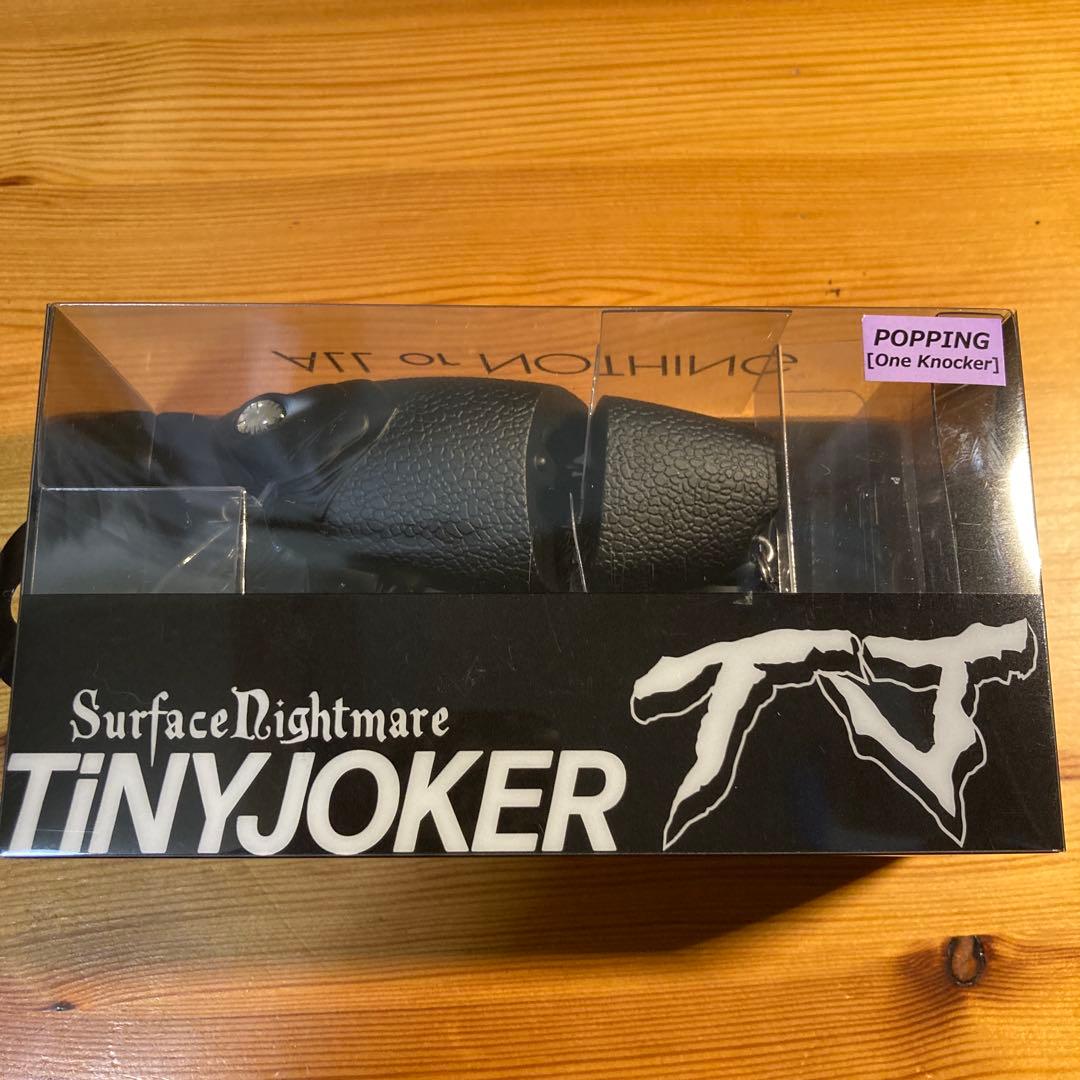 POPPING
[One Knocker]
ALL or NOTHING
SurfaceNightmare
TiNYJOKER
TJ